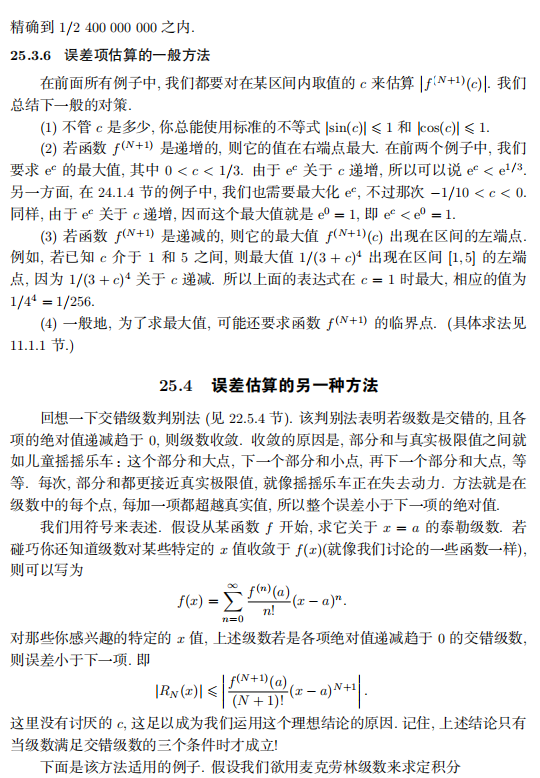 精确到 1/2 400 000 000 之内.
25.3.6 误差项估算的一般方法
在前面所有例子中, 我们都要对在某区间内取值的 c 来估算 |f^{(N+1)}(c)|. 我们
总结下一般的对策.
(1) 不管 c 是多少, 你总能使用标准的不等式 |sin(c)| ⩽ 1 和 |cos(c)| ⩽ 1.
(2) 若函数 f^{(N+1)} 是递增的, 则它的值在右端点最大. 在前两个例子中, 我们
要求 e^c 的最大值, 其中 0 < c < 1/3. 由于 e^c 关于 c 递增, 所以可以说 e^c < e^{1/3}.
另一方面, 在 24.1.4 节的例子中, 我们也需要最大化 e^c, 不过那次 −1/10 < c < 0.
同样, 由于 e^c 关于 c 递增, 因而这个最大值就是 e^0 = 1, 即 e^c < e^0 = 1.
(3) 若函数 f^{(N+1)} 是递减的, 则它的最大值 f^{(N+1)}(c) 出现在区间的左端点.
例如, 若已知 c 介于 1 和 5 之间, 则最大值 1/(3 + c)^4 出现在区间 [1, 5] 的左端
点, 因为 1/(3 + c)^4 关于 c 递减. 所以上面的表达式在 c = 1 时最大, 相应的值为
1/4^4 = 1/256.
(4) 一般地, 为了求最大值, 可能还要求函数 f^{(N+1)} 的临界点. (具体求法见
11.1.1 节.)
25.4 误差估算的另一种方法
回想一下交错级数判别法 (见 22.5.4 节). 该判别法表明若级数是交错的, 且各
项的绝对值递减趋于 0, 则级数收敛. 收敛的原因是, 部分和与真实极限值之间就
如儿童摇摇乐车：这个部分和大点, 下一个部分和小点, 再下一个部分和大点, 等
等. 每次, 部分和都更接近真实极限, 就像摇摇乐车正在失去动力. 方法就是在
级数中的每个点, 每加一项都超越真实值, 所以整个误差小于下一项的绝对值.
我们用符号来表述. 假设从某函数 f 开始, 求它关于 x = a 的泰勒级数. 若
碰巧你还知道级数对某些特定的 x 值收敛于 f(x)(就像我们讨论的一些函数一样),
则可以写为
f(x) = ∑_{n=0}^{∞} \frac{f^{(n)}(a)}{n!}(x − a)^n.
对那些你感兴趣的特定的 x 值, 上述级数若是各项绝对值递减趋于 0 的交错级数,
则误差小于下一项. 即
|R_N(x)| ⩽ |\frac{f^{(N+1)}(a)}{(N + 1)!}(x − a)^{N+1}|.
这里没有讨厌的 c, 这足以成为我们运用这个理想结论的原因. 记住, 上述结论只有
当级数满足交错级数的三个条件时才成立!
下面是该方法适用的例子. 假设我们欲用麦克劳林级数来求定积分